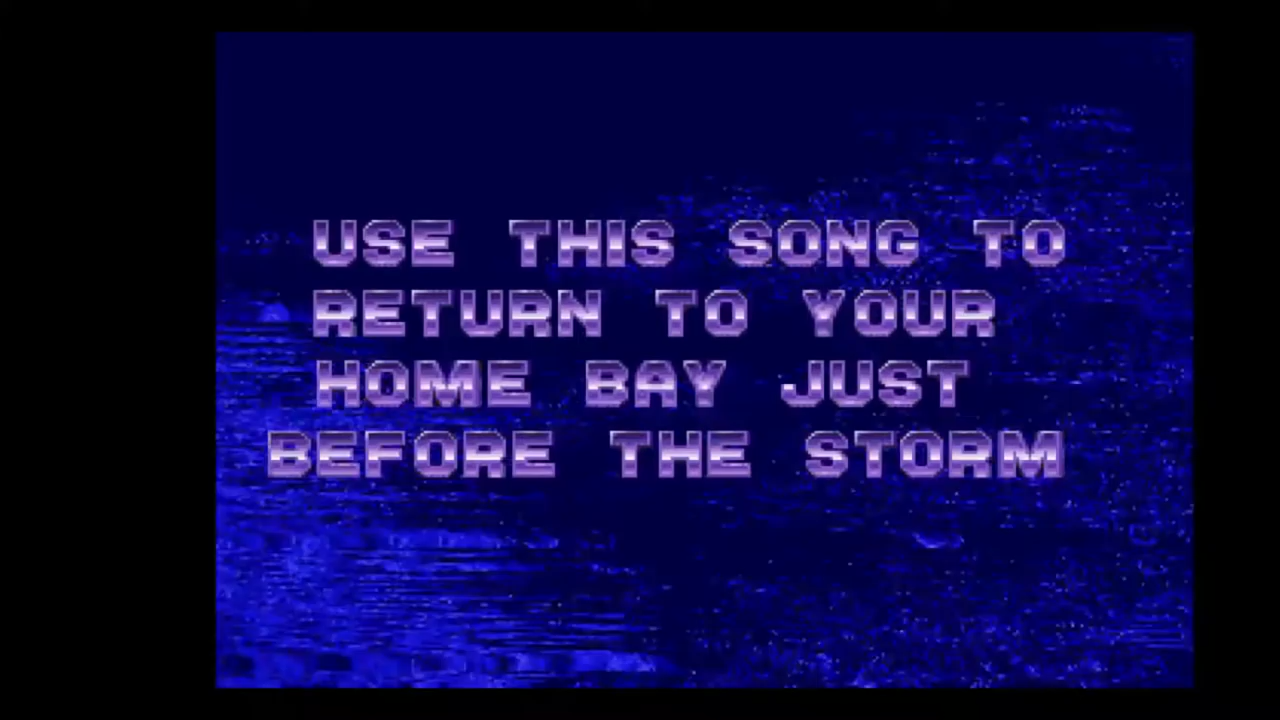 USE THIS SONG TO
RETURN TO YOUR
HOME BAY JUST
BEFORE THE STORM